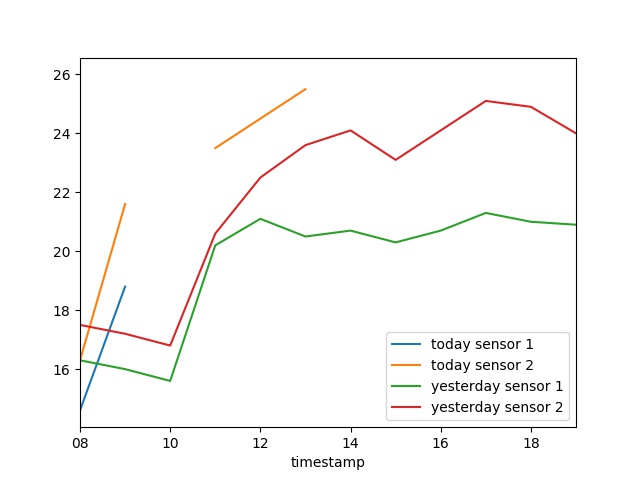 26
24
22
20
18
16
08 10 12 14 16 18
timestamp
today sensor 1
today sensor 2
yesterday sensor 1
yesterday sensor 2